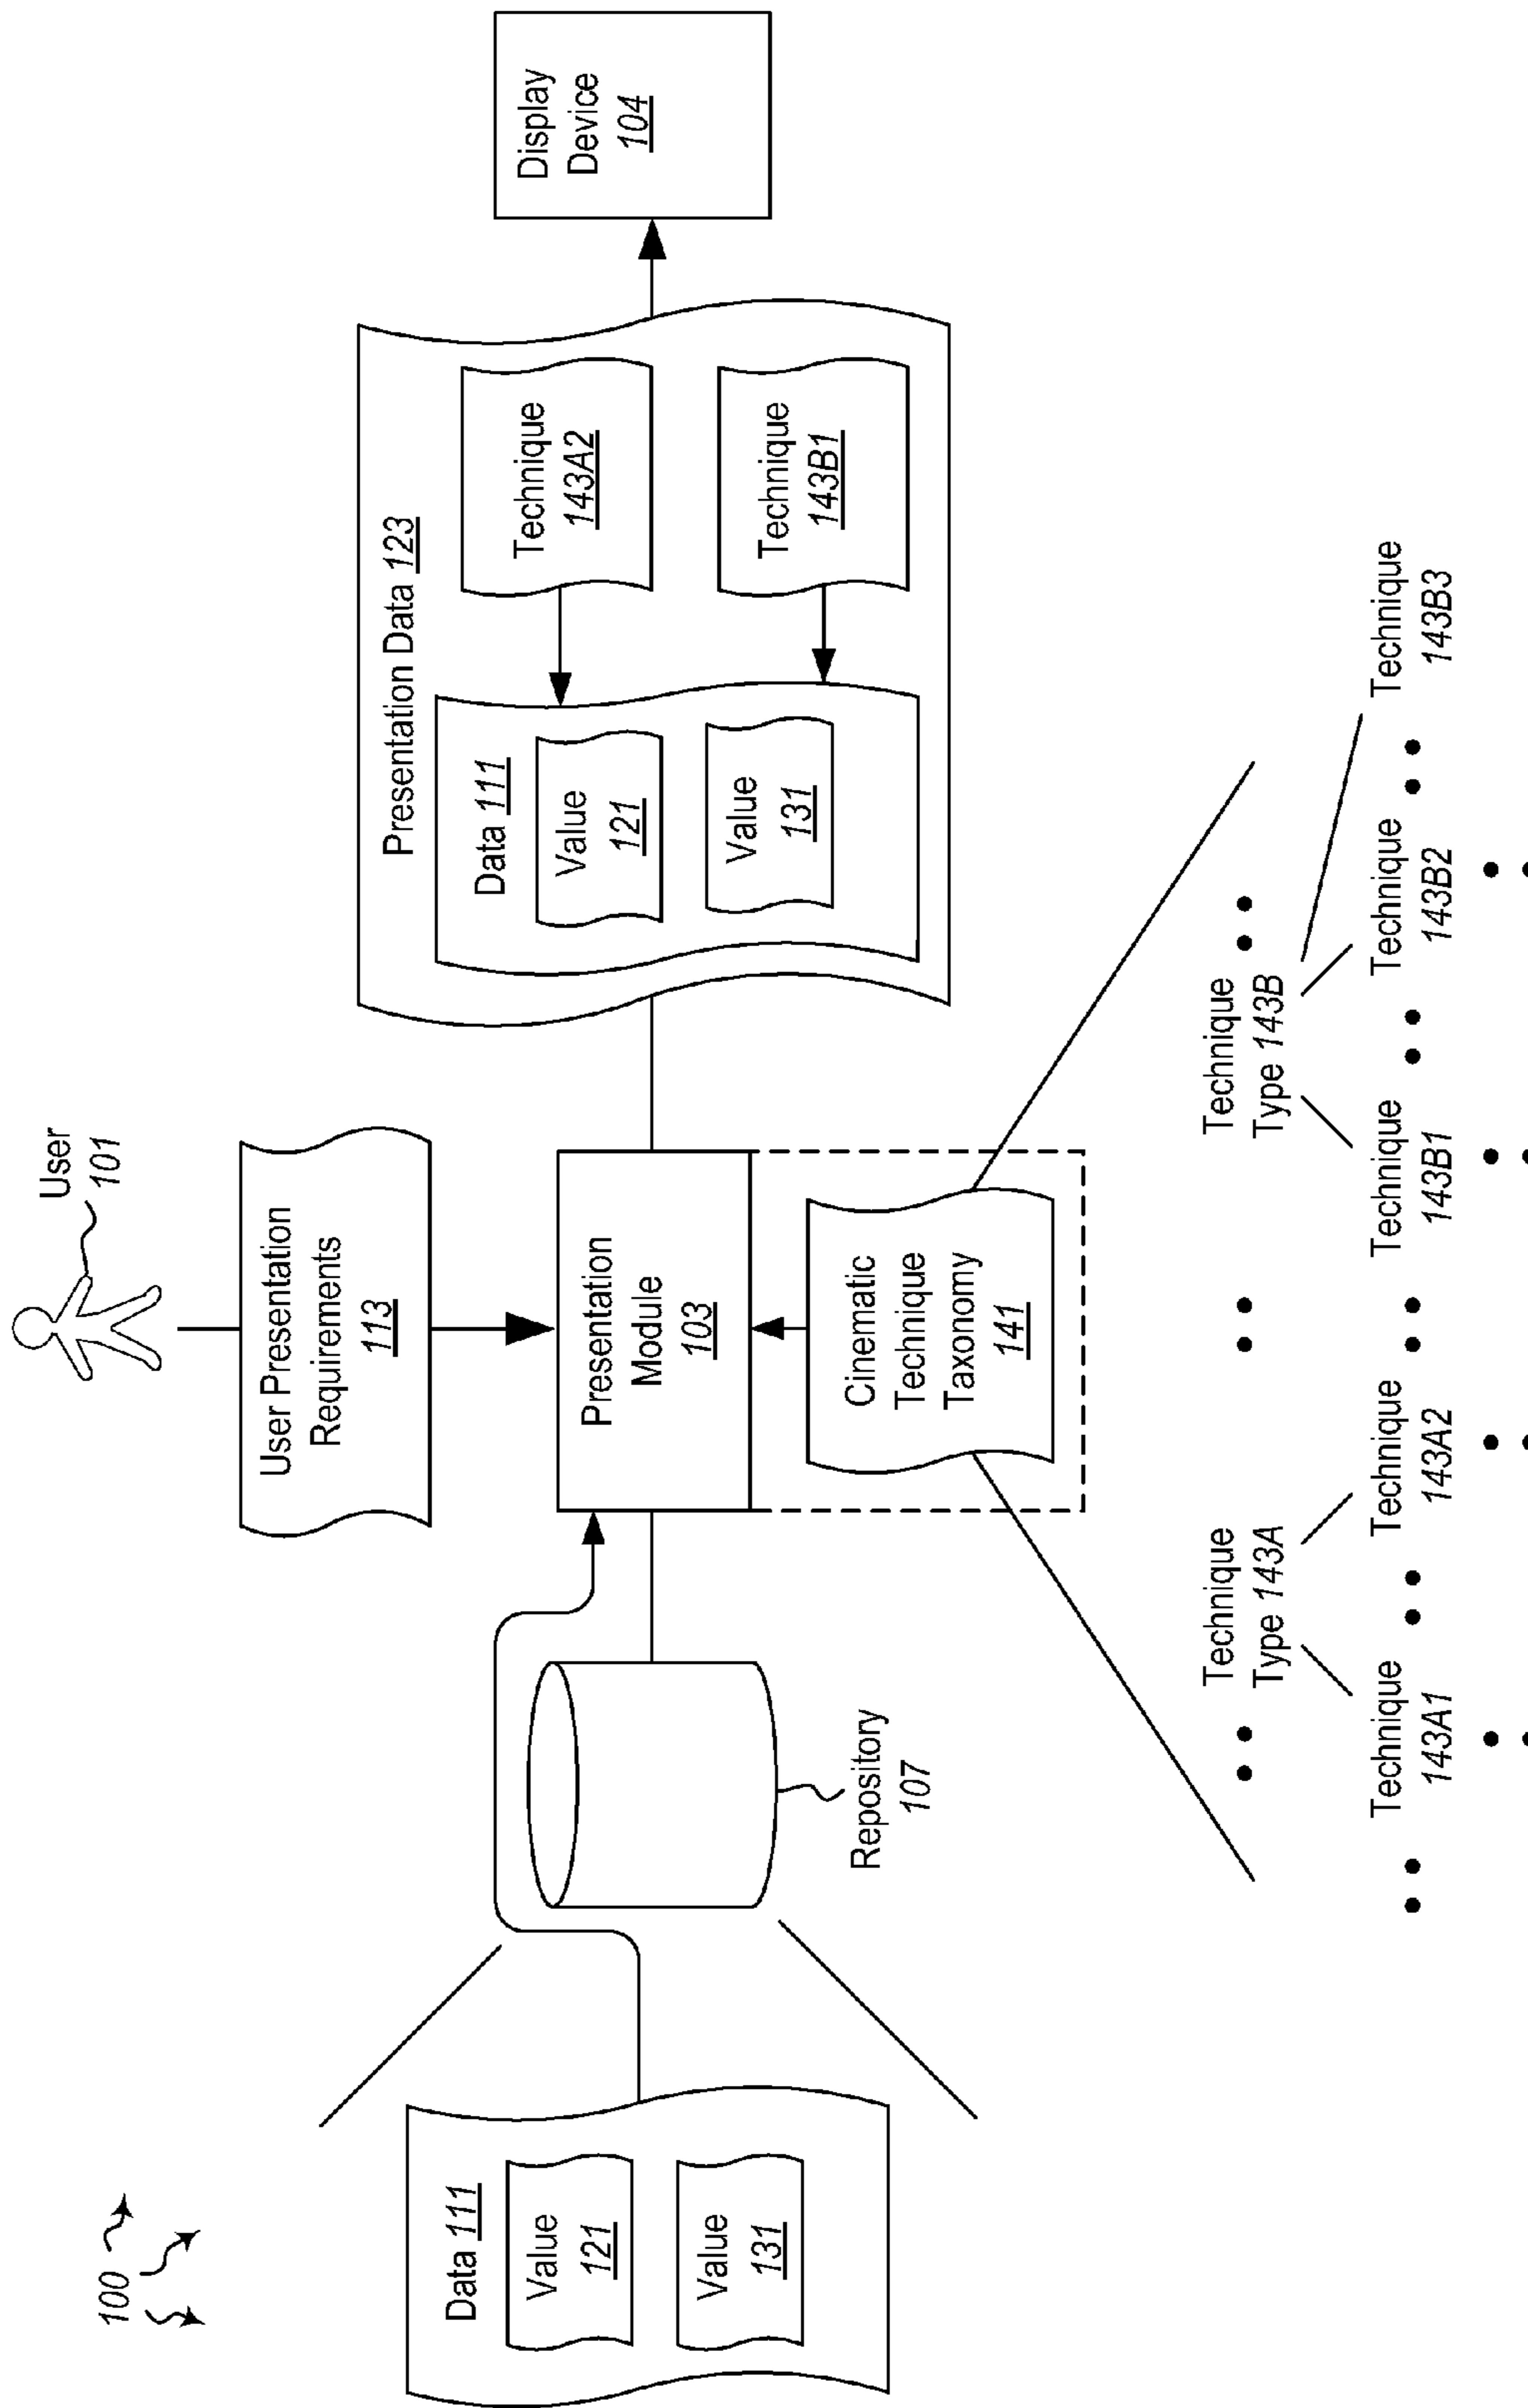 100
User
101
User Presentation
Requirements
113
Data 111
Value
121
Value
131
Repository
107
Presentation
Module
103
Cinematic
Technique
Taxonomy
141
Presentation Data 123
Data 111
Value
121
Value
131
Technique
143A2
Technique
143B1
Display
Device
104
Technique
Type 143A
Technique
Type 143B
Technique
143A1
Technique
143A2
Technique
143B1
Technique
143B2
Technique
143B3